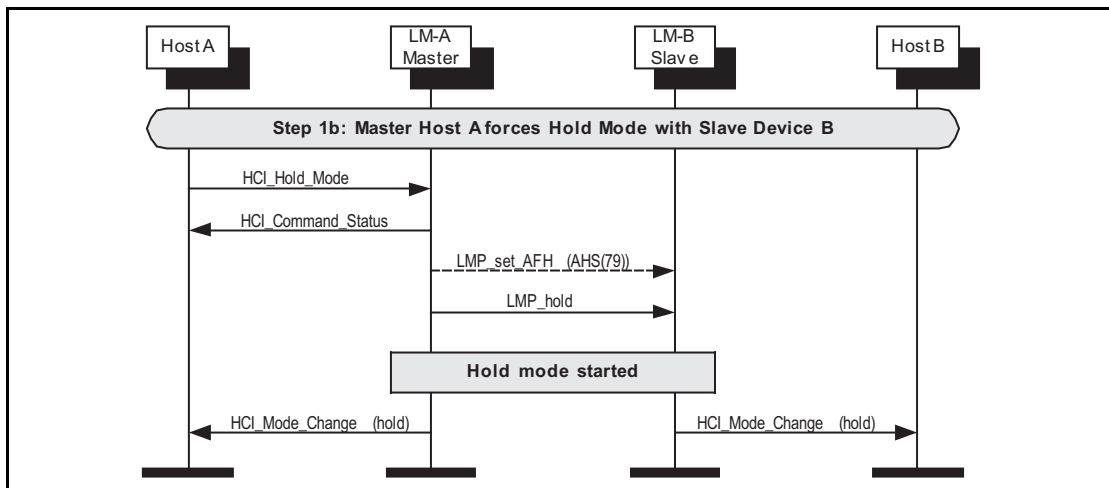 Host A
LM-A
Master
LM-B
Slave
Host B
Step 1b: Master Host A forces Hold Mode with Slave Device B
HCI_Hold_Mode
HCI_Command_Status
LMP_set_AFH (AHS(79))
LMP_hold
Hold mode started
HCI_Mode_Change (hold)
HCI_Mode_Change (hold)